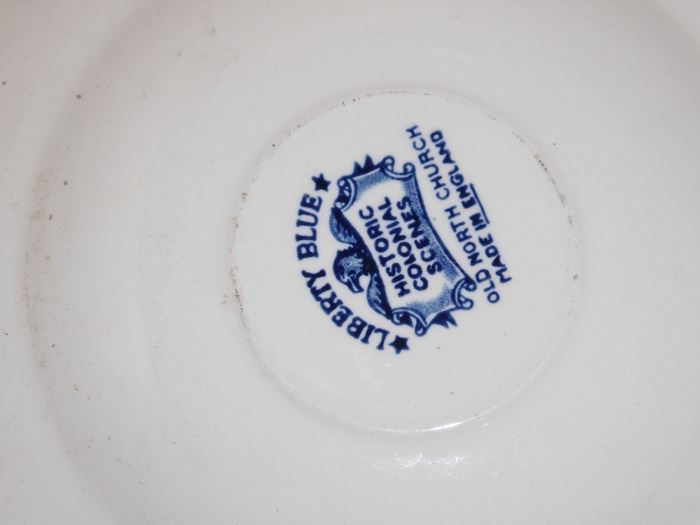 LIBERTY BLUE
HISTORIC
COLONIAL
SCENES
OLD NORTH CHURCH
MADE IN ENGLAND